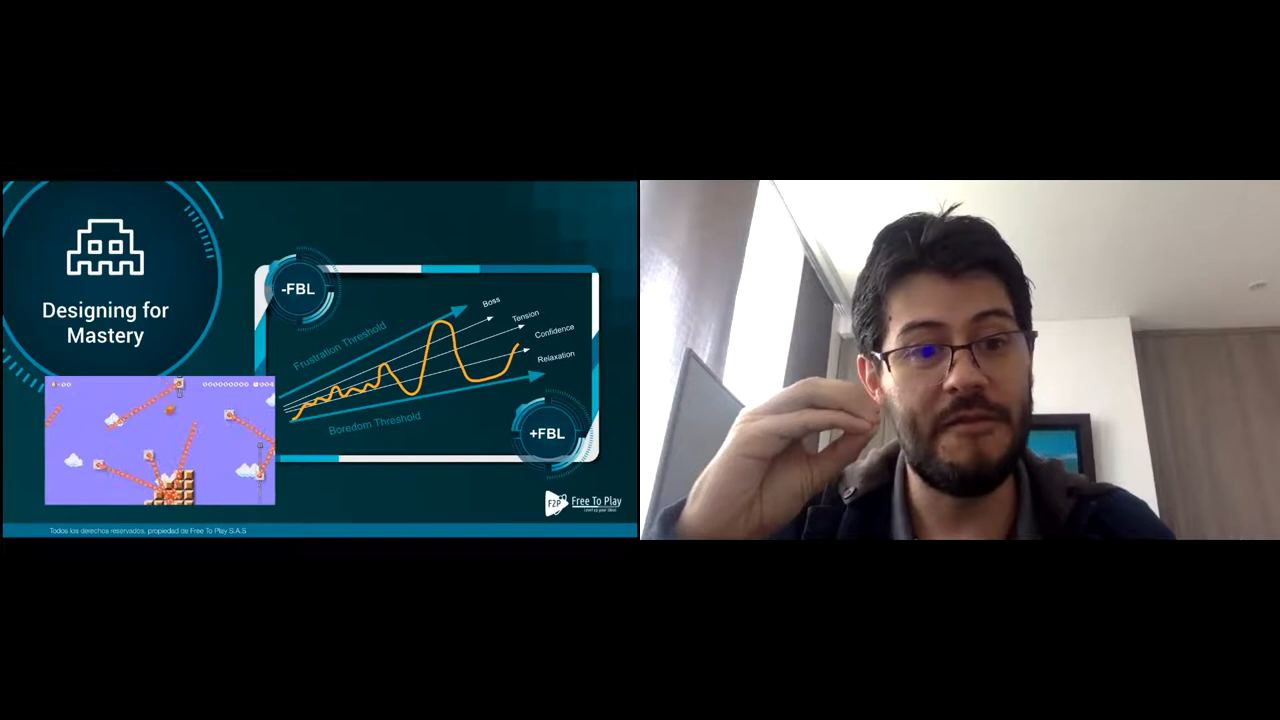 Designing for
Mastery
-FBL
Frustration Threshold
Boredom Threshold
Boss
Tension
Confidence
Relaxation
+FBL
F2P
Free To Play
Todos los derechos reservados, propiedad de Free To Play S.A.S